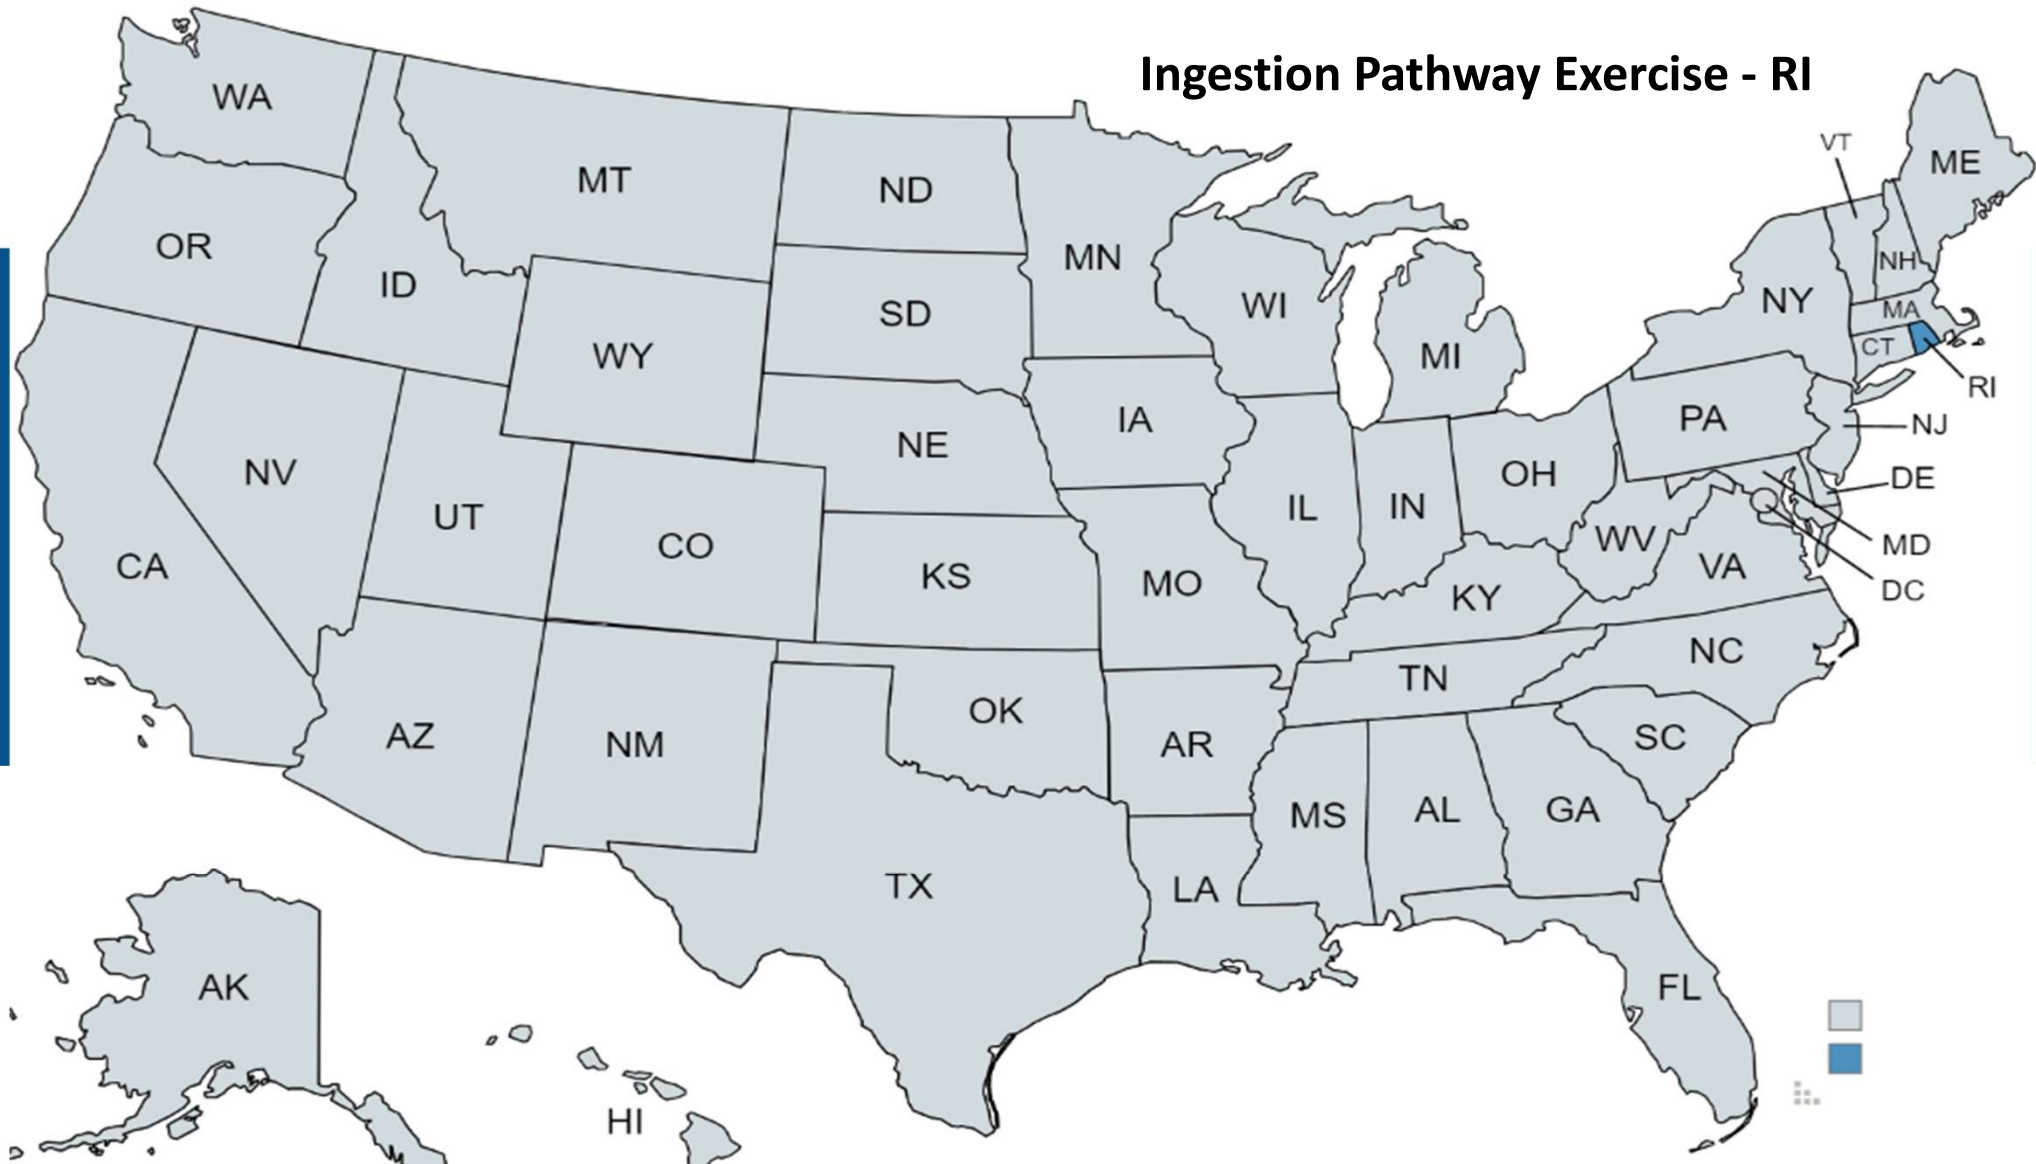 Ingestion Pathway Exercise - RI
WA
MT
ND
MN
VT
ME
OR
ID
SD
WI
NY
NH
MA
WY
MI
CT
RI
NE
IA
PA
NJ
NV
UT
CO
IL
IN
OH
DE
CA
KS
MO
WV
VA
MD
KY
DC
AZ
NM
OK
AR
TN
NC
SC
TX
LA
MS
AL
GA
AK
FL
HI